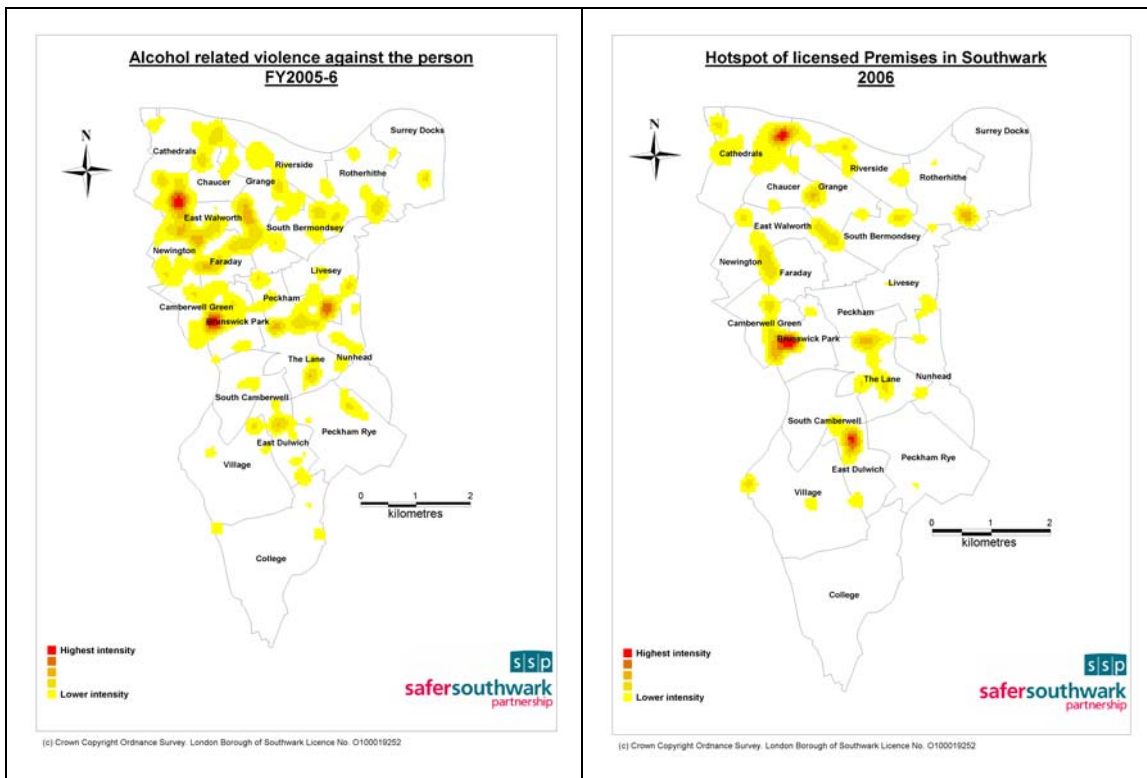 Alcohol related violence against the person
FY2005-6
N
Surrey Docks
Cathedrals
Riverside
Rotherhithe
Chaucer
Grange
East Walworth
South Bermondsey
Newington
Faraday
Livesey
Peckham
Camberwell Green
Brunswick Park
The Lane
Nunhead
South Camberwell
Peckham Rye
East Dulwich
Village
0 1 2
kilometres
College
Highest intensity
Lower intensity
ssp
safersouthwark
partnership
(c) Crown Copyright Ordnance Survey. London Borough of Southwark Licence No. O100019252
Hotspot of licensed Premises in Southwark
2006
N
Surrey Docks
Cathedrals
Riverside
Rotherhithe
Chaucer
Grange
East Walworth
South Bermondsey
Newington
Faraday
Livesey
Peckham
Camberwell Green
Brunswick Park
The Lane
Nunhead
South Camberwell
Peckham Rye
East Dulwich
Village
0 1 2
kilometres
College
Highest intensity
Lower intensity
ssp
safersouthwark
partnership
(c) Crown Copyright Ordnance Survey. London Borough of Southwark Licence No. O100019252